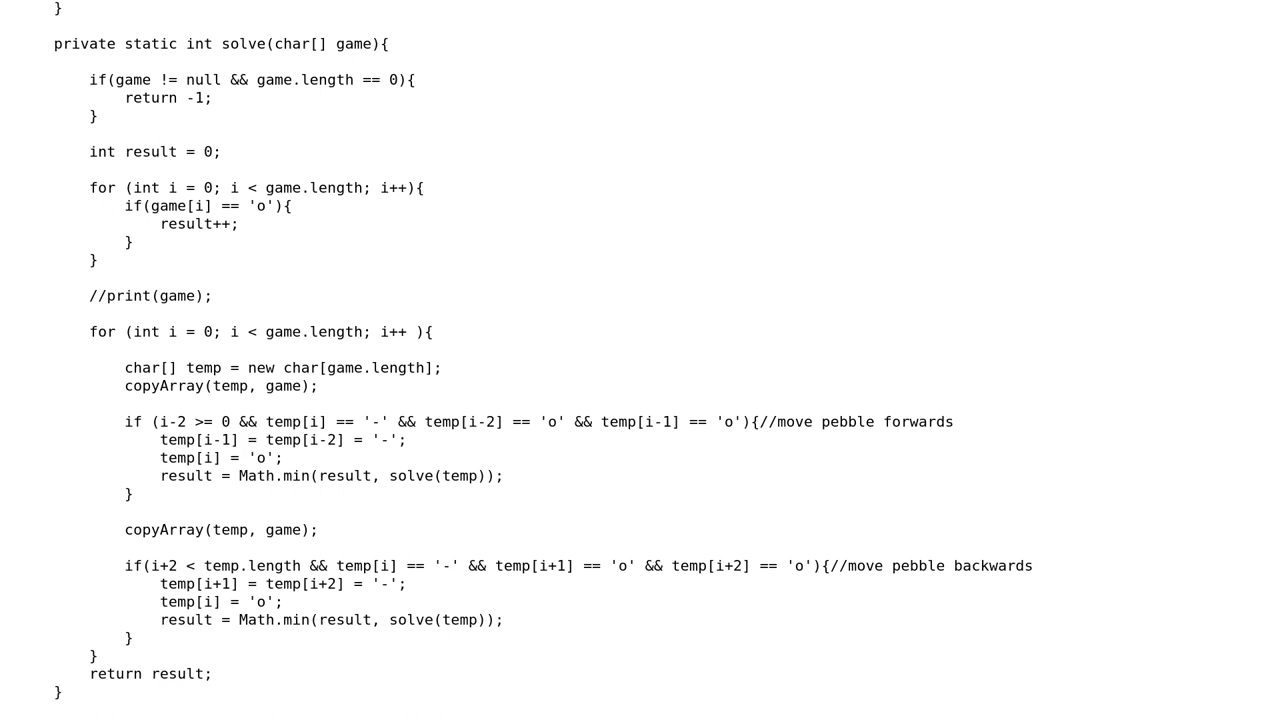 }
private static int solve(char[] game){
if(game != null && game.length == 0){
return -1;
}
int result = 0;
for (int i = 0; i < game.length; i++){
if(game[i] == 'o'){
result++;
}
}
//print(game);
for (int i = 0; i < game.length; i++ ){
char[] temp = new char[game.length];
copyArray(temp, game);
if (i-2 >= 0 && temp[i] == '-' && temp[i-2] == 'o' && temp[i-1] == 'o'){//move pebble forwards
temp[i-1] = temp[i-2] = '-';
temp[i] = 'o';
result = Math.min(result, solve(temp));
}
copyArray(temp, game);
if(i+2 < temp.length && temp[i] == '-' && temp[i+1] == 'o' && temp[i+2] == 'o'){//move pebble backwards
temp[i+1] = temp[i+2] = '-';
temp[i] = 'o';
result = Math.min(result, solve(temp));
}
}
return result;
}